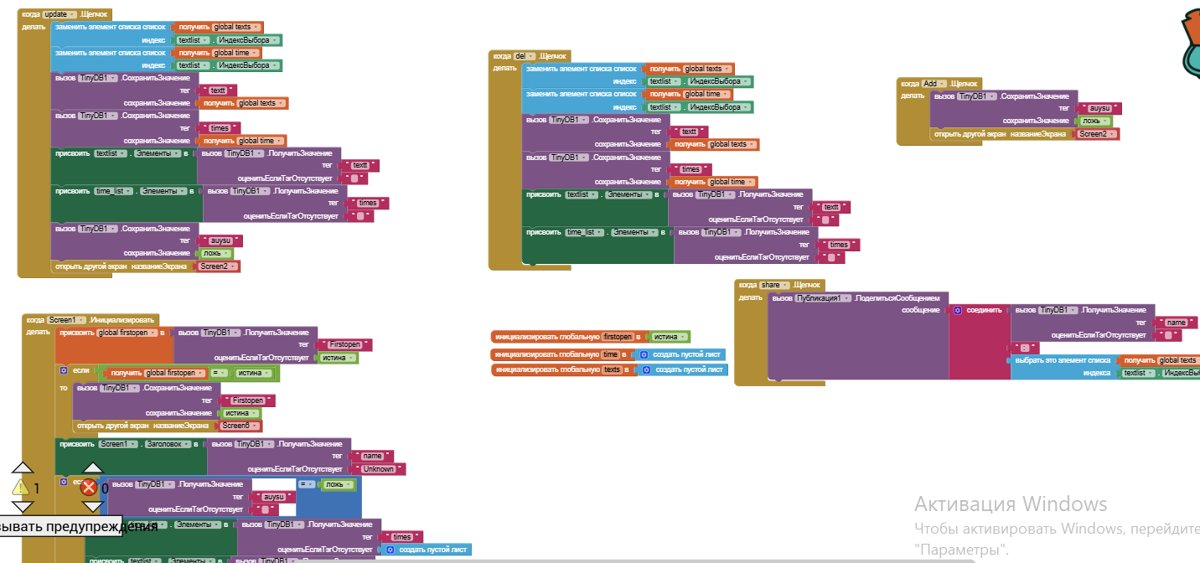 когда update .Щелчок
делать заменить элемент списка список получить global texts
индекс textlist . ИндексВыбора
заменить элемент списка список получить global time
индекс textlist . ИндексВыбора
вызов TinyDB1 .СохранитьЗначение
тег " textt "
сохранитьЗначение получить global texts
вызов TinyDB1 .СохранитьЗначение
тег " times "
сохранитьЗначение получить global time
присвоить textlist . Элементы в вызов TinyDB1 .ПолучитьЗначение
тег " textt "
оценитьЕслиТагОтсутствует " "
присвоить time_list . Элементы в вызов TinyDB1 .ПолучитьЗначение
тег " times "
оценитьЕслиТагОтсутствует " "
вызов TinyDB1 .СохранитьЗначение
тег " auysu "
сохранитьЗначение ложь
открыть другой экран названиеЭкрана Screen2
когда del .Щелчок
делать заменить элемент списка список получить global texts
индекс textlist . ИндексВыбора
заменить элемент списка список получить global time
индекс textlist . ИндексВыбора
вызов TinyDB1 .СохранитьЗначение
тег " textt "
сохранитьЗначение получить global texts
вызов TinyDB1 .СохранитьЗначение
тег " times "
сохранитьЗначение получить global time
присвоить textlist . Элементы в вызов TinyDB1 .ПолучитьЗначение
тег " textt "
оценитьЕслиТагОтсутствует " "
присвоить time_list . Элементы в вызов TinyDB1 .ПолучитьЗначение
тег " times "
оценитьЕслиТагОтсутствует " "
когда Add .Щелчок
делать вызов TinyDB1 .СохранитьЗначение
тег " auysu "
сохранитьЗначение ложь
открыть другой экран названиеЭкрана Screen2
когда share .Щелчок
делать вызов Публикация1 .ПоделитьсяСообщением
сообщение соединить вызов TinyDB1 .ПолучитьЗначение
тег " name "
оценитьЕслиТагОтсутствует " "
" : "
выбрать это элемент списка получить global texts
индекса textlist .
инициализировать глобальную firstopen в истина
инициализировать глобальную time в создать пустой лист
инициализировать глобальную texts в создать пустой лист
когда Screen1 .Инициализировать
делать присвоить global firstopen в вызов TinyDB1 .ПолучитьЗначение
тег " Firstopen "
оценитьЕслиТагОтсутствует истина
если получить global firstopen = истина
то вызов TinyDB1 .СохранитьЗначение
тег " Firstopen "
сохранитьЗначение истина
открыть другой экран названиеЭкрана Screen6
присвоить Screen1 . Заголовок в вызов TinyDB1 .ПолучитьЗначение
тег " name "
оценитьЕслиТагОтсутствует " Unknown "
вызов TinyDB1 .ПолучитьЗначение = ложь
тег " auysu "
оценитьЕслиТагОтсутствует " "
1 0
зывать предупреждения
. Элементы в вызов TinyDB1 .ПолучитьЗначение
тег " times "
оценитьЕслиТагОтсутствует создать пустой лист
Активация Windows
Чтобы активировать Windows, перейдите
"Параметры".